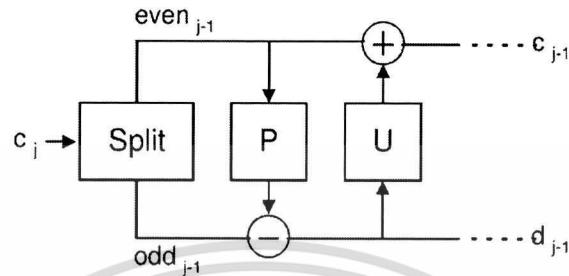 even j-1
+ c j-1
c j Split P U
− d j-1
odd j-1